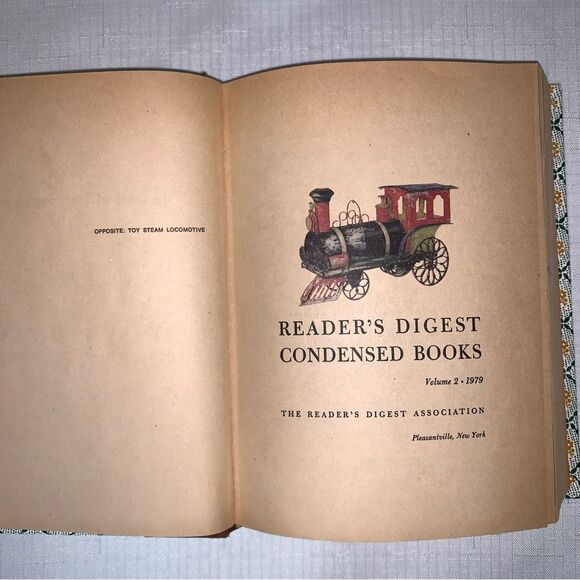 OPPOSITE: TOY STEAM LOCOMOTIVE
READER'S DIGEST
CONDENSED BOOKS
Volume 2 • 1979
THE READER'S DIGEST ASSOCIATION
Pleasantville, New York